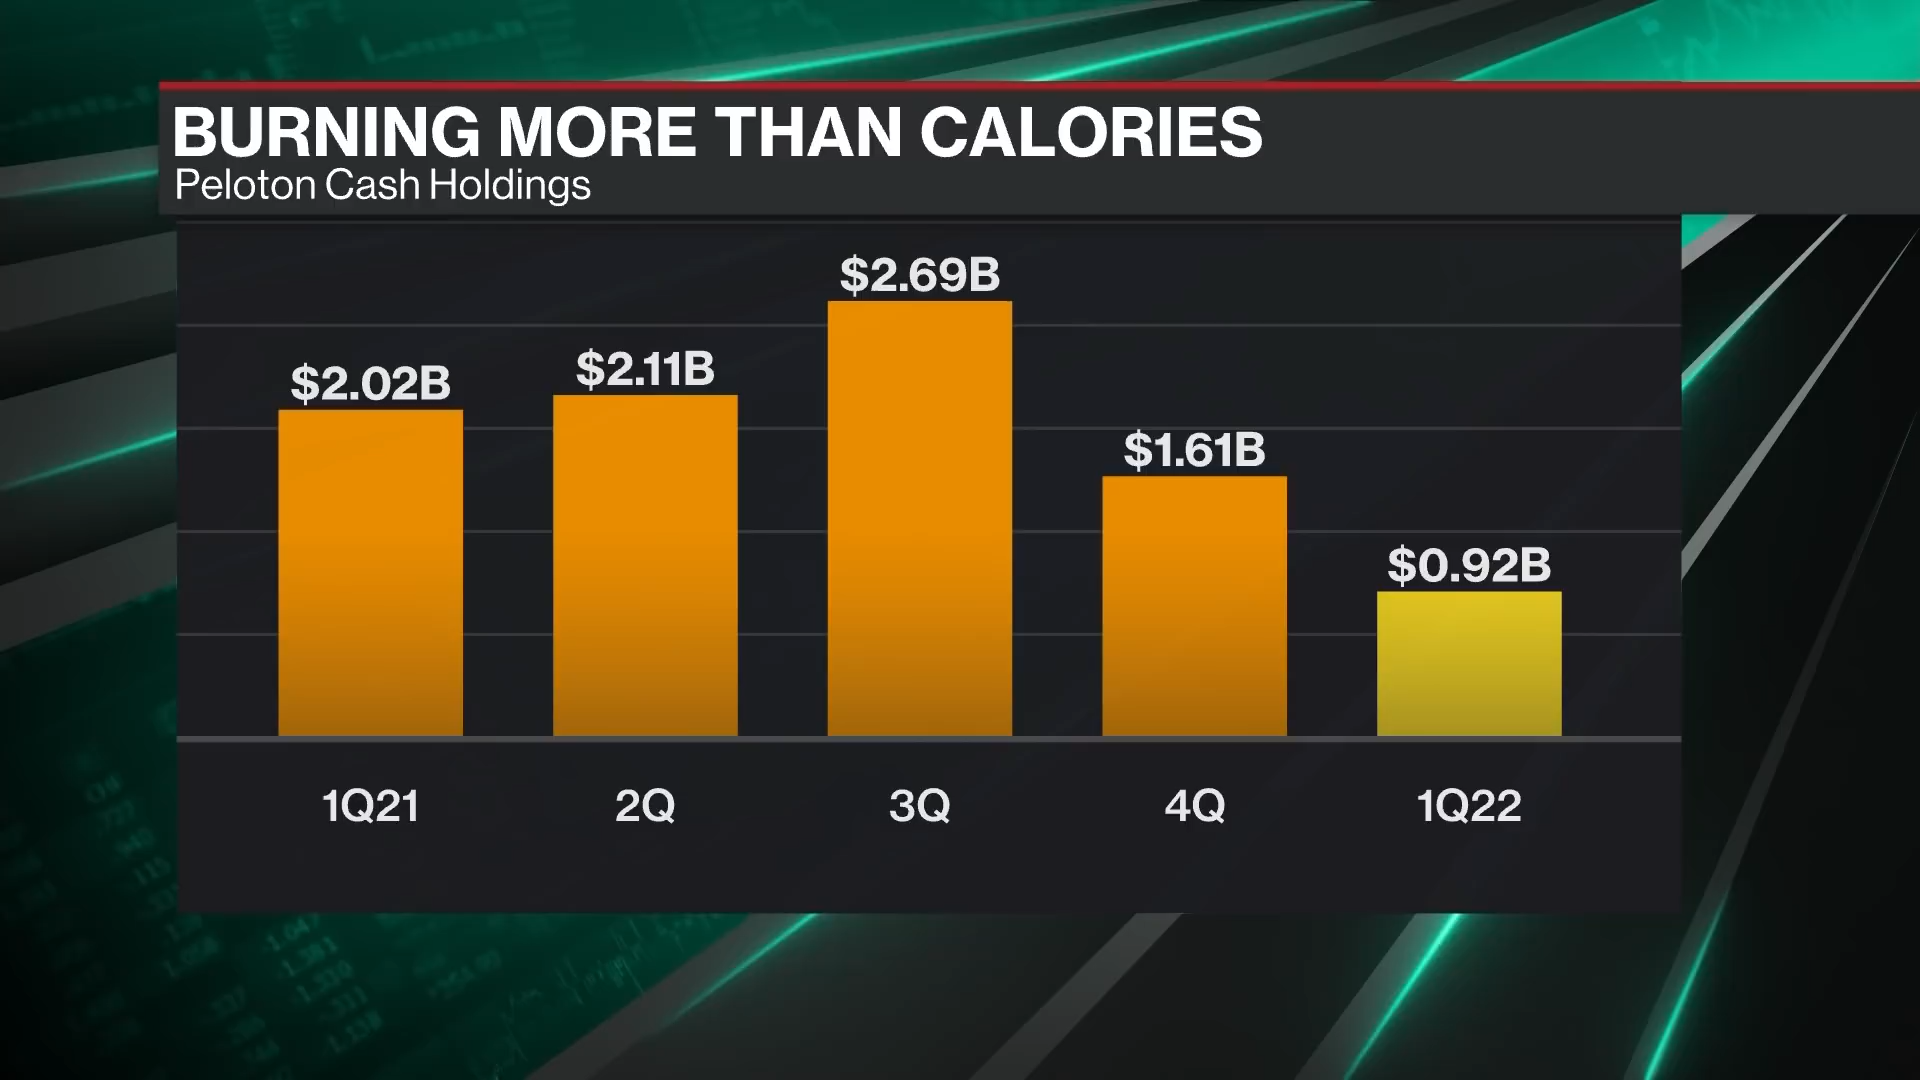 BURNING MORE THAN CALORIES
Peloton Cash Holdings
$2.02B
$2.11B
$2.69B
$1.61B
$0.92B
1Q21
2Q
3Q
4Q
1Q22